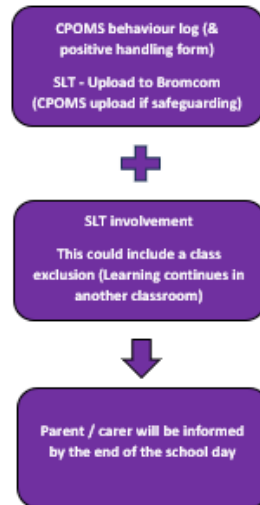 CPOMS behaviour log (&
positive handling form)
SLT - Upload to Bromcom
(CPOMS upload if safeguarding)
SLT involvement
This could include a class
exclusion (Learning continues in
another classroom)
Parent / carer will be informed
by the end of the school day